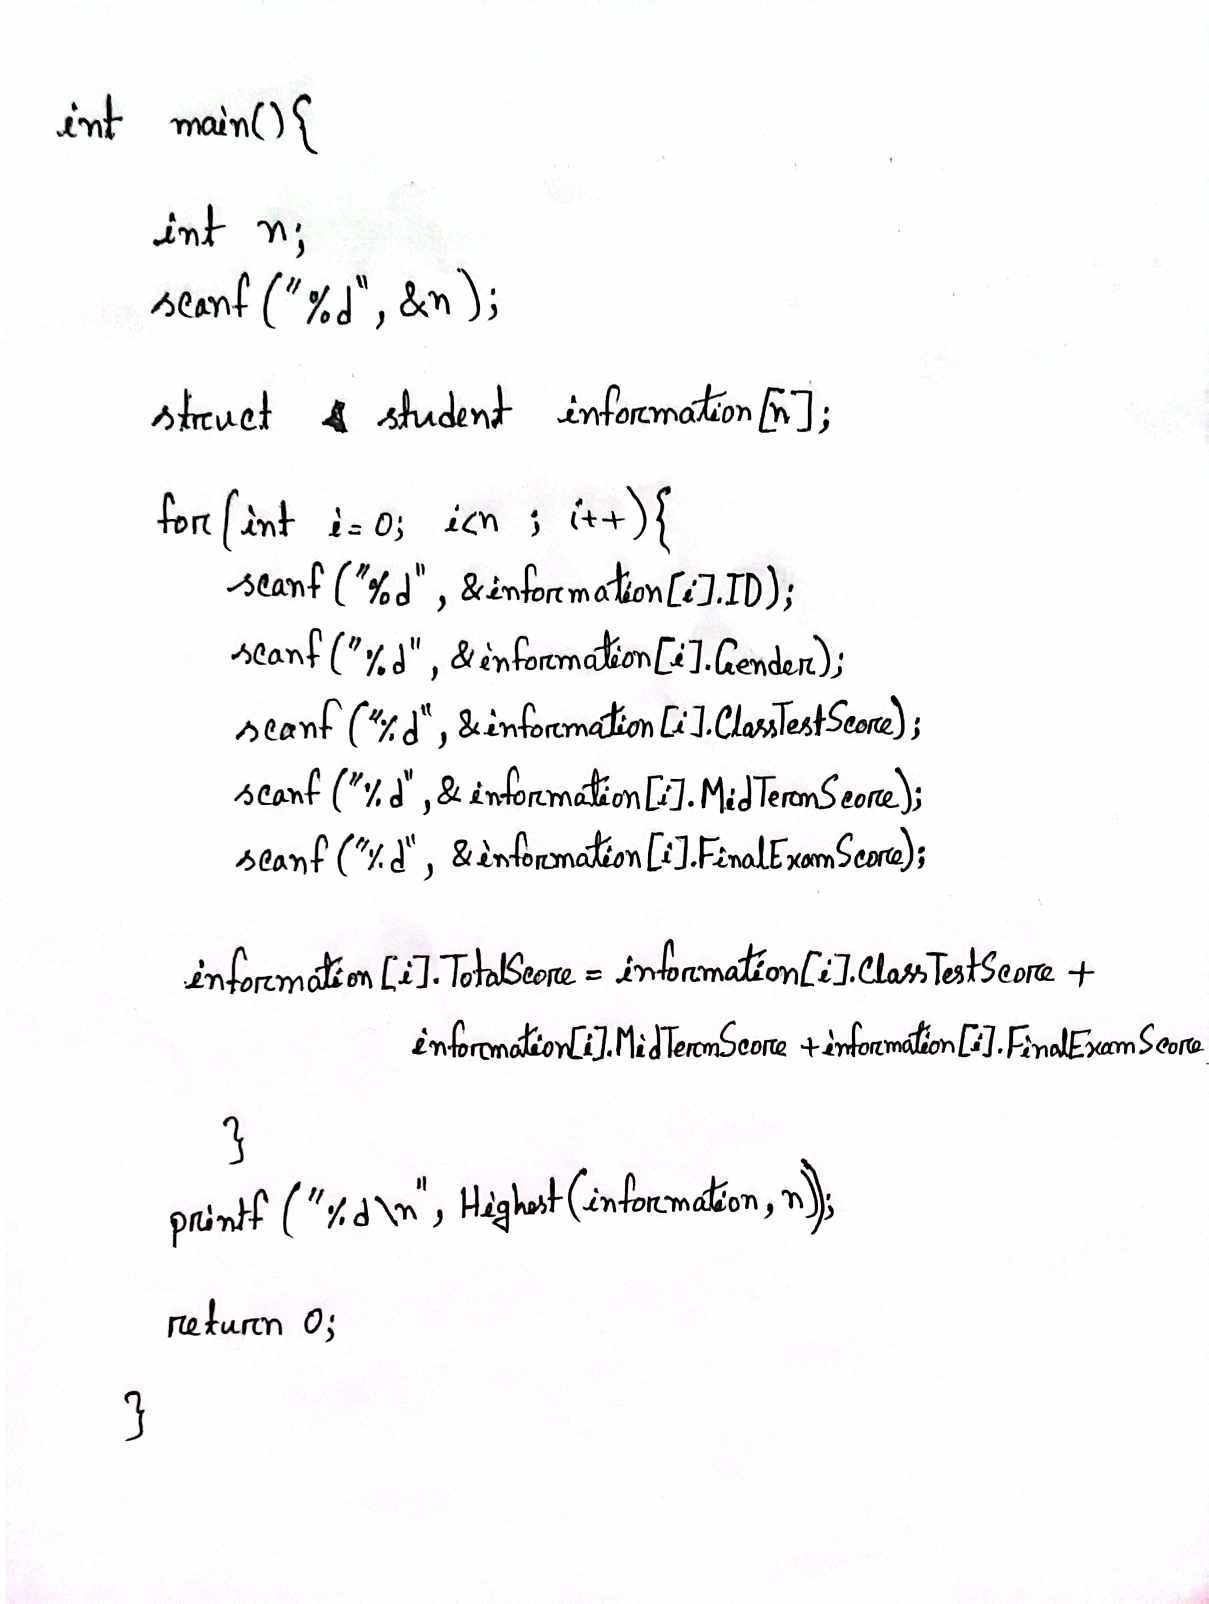 int main(){
int n;
scanf("%d", &n);
struct student information[n];
for(int i=0; i<n ; i++){
scanf("%d", &information[i].ID);
scanf("%d", &information[i].Gender);
scanf("%d", &information[i].ClassTestScore);
scanf("%d", &information[i].MidTermScore);
scanf("%d", &information[i].FinalExamScore);
information[i].TotalScore = information[i].ClassTestScore +
information[i].MidTermScore + information[i].FinalExamScore
}
printf("%d\n", Highest(information, n));
return 0;
}